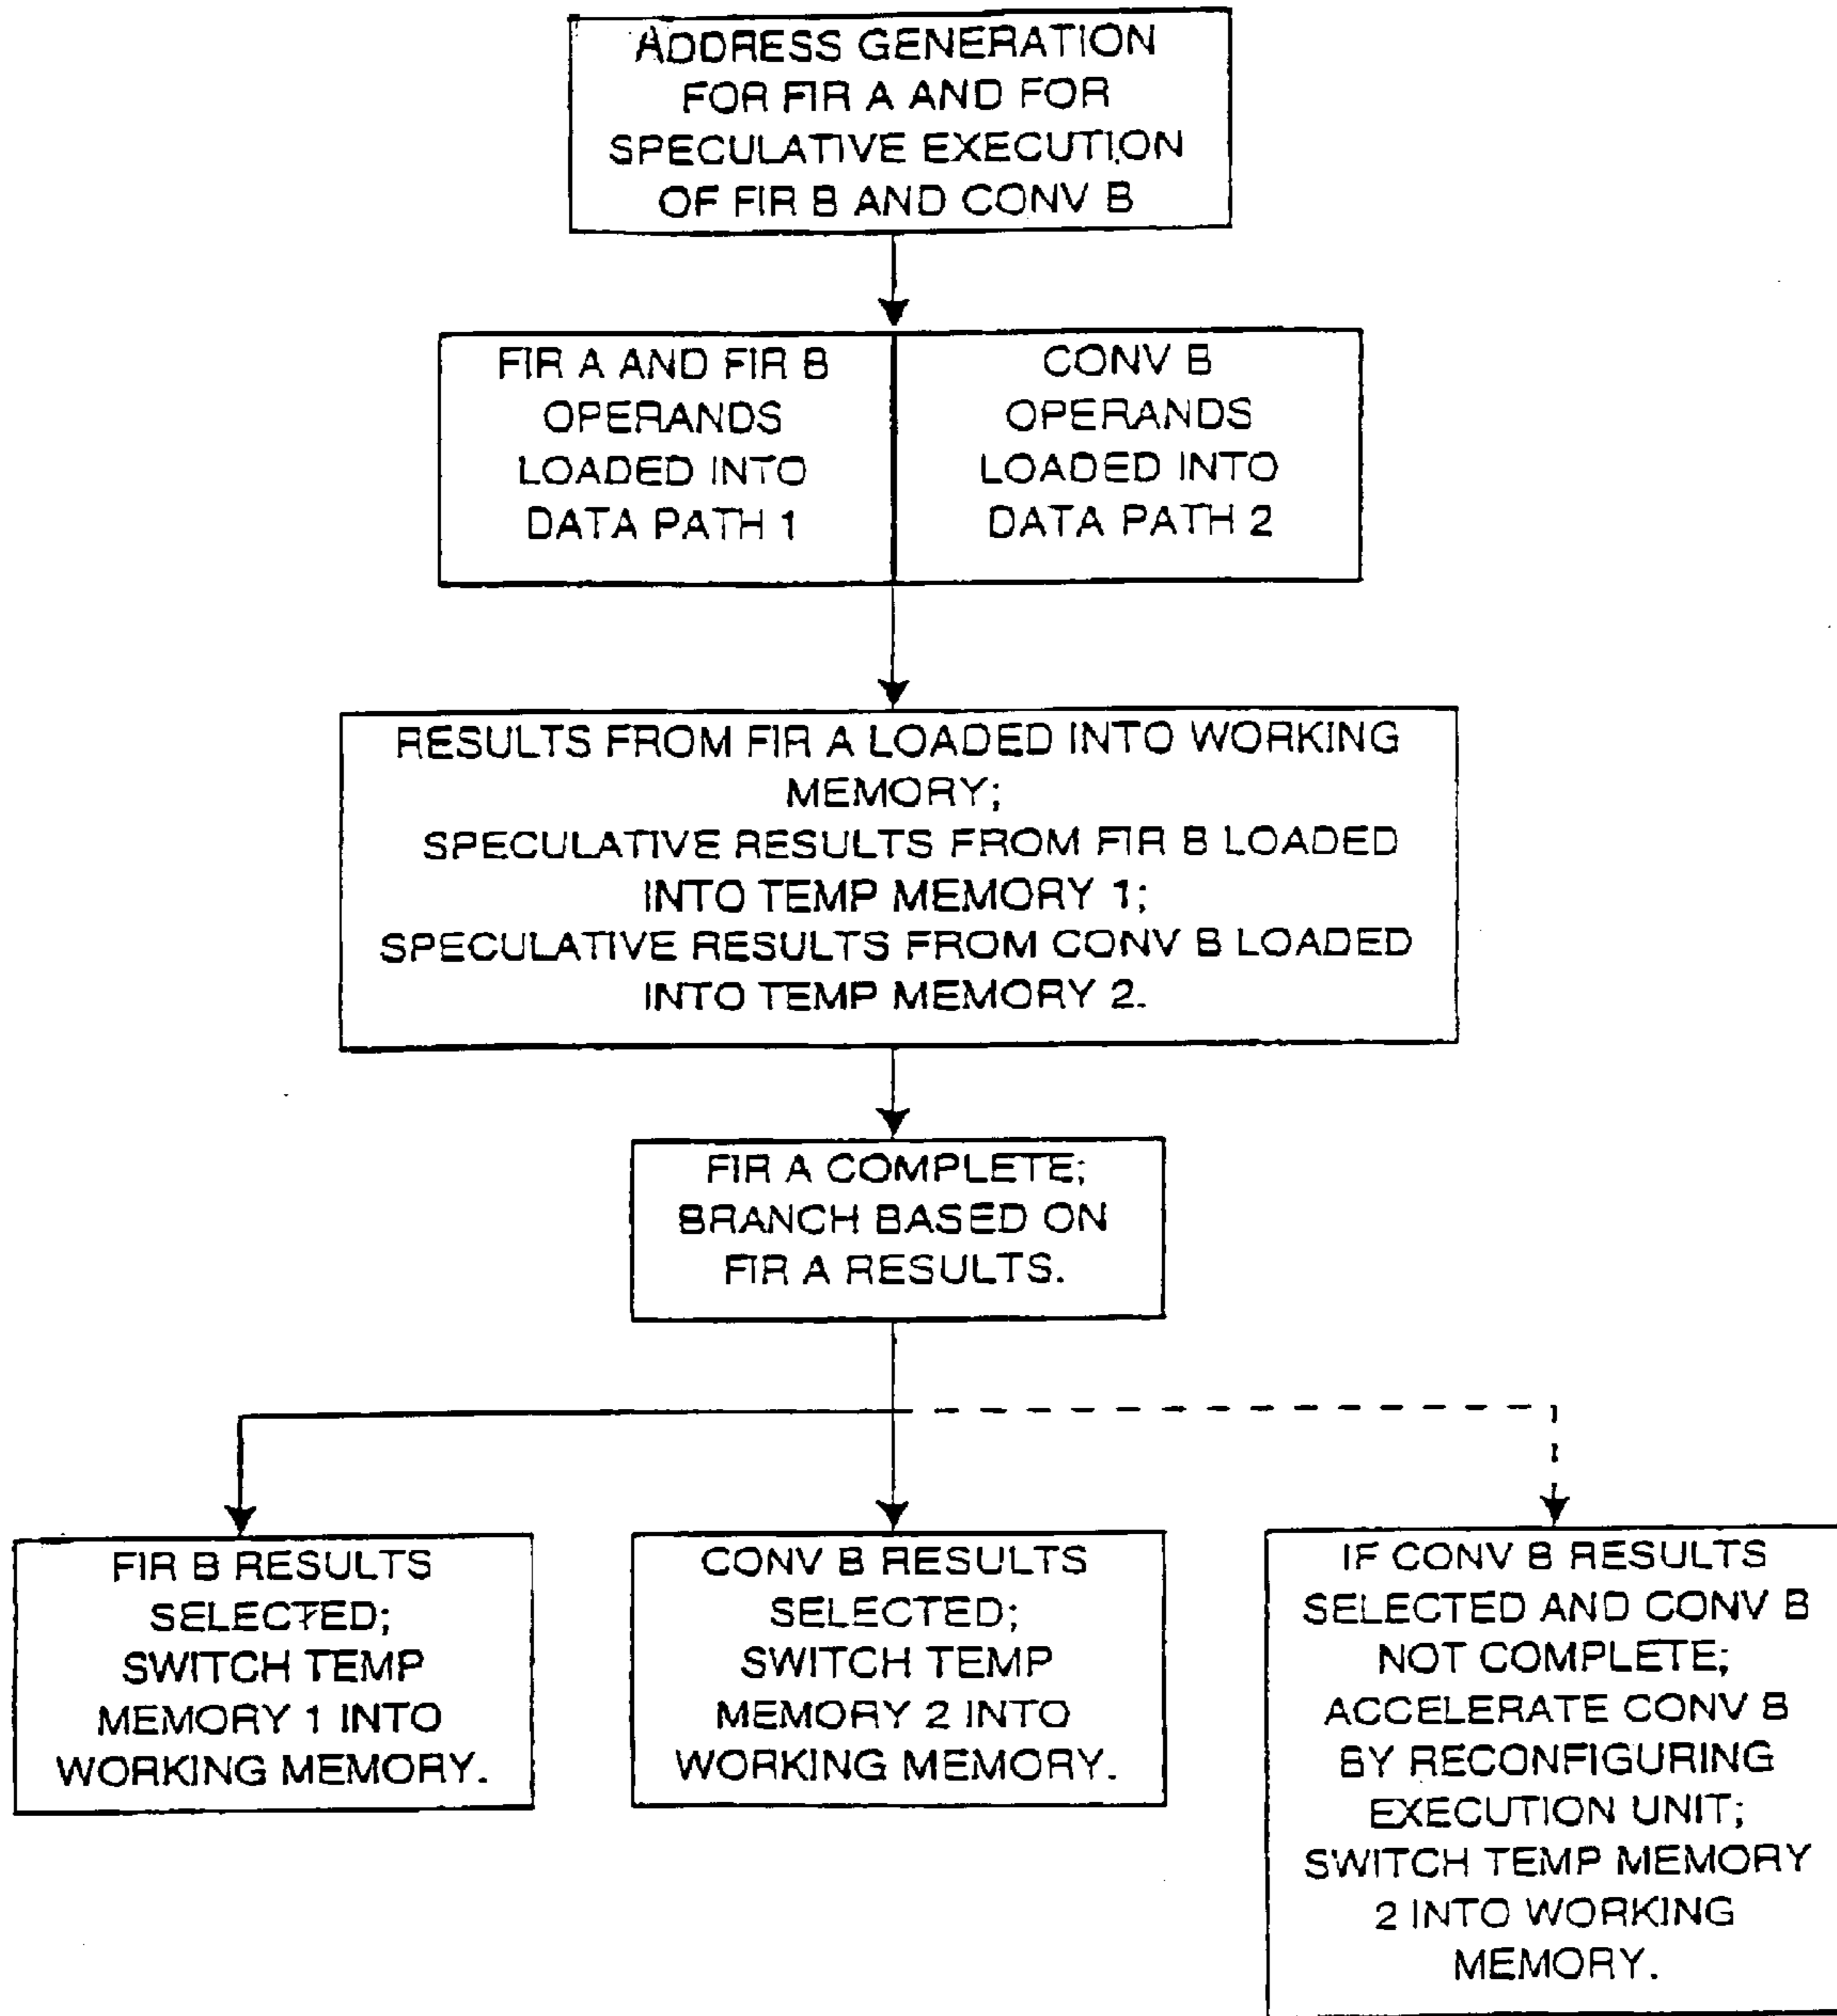 ADDRESS GENERATION
FOR FIR A AND FOR
SPECULATIVE EXECUTION
OF FIR B AND CONV B
FIR A AND FIR B
OPERANDS
LOADED INTO
DATA PATH 1
CONV B
OPERANDS
LOADED INTO
DATA PATH 2
RESULTS FROM FIR A LOADED INTO WORKING
MEMORY;
SPECULATIVE RESULTS FROM FIR B LOADED
INTO TEMP MEMORY 1;
SPECULATIVE RESULTS FROM CONV B LOADED
INTO TEMP MEMORY 2.
FIR A COMPLETE;
BRANCH BASED ON
FIR A RESULTS.
FIR B RESULTS
SELECTED;
SWITCH TEMP
MEMORY 1 INTO
WORKING MEMORY.
CONV B RESULTS
SELECTED;
SWITCH TEMP
MEMORY 2 INTO
WORKING MEMORY.
IF CONV B RESULTS
SELECTED AND CONV B
NOT COMPLETE;
ACCELERATE CONV B
BY RECONFIGURING
EXECUTION UNIT;
SWITCH TEMP MEMORY
2 INTO WORKING
MEMORY.